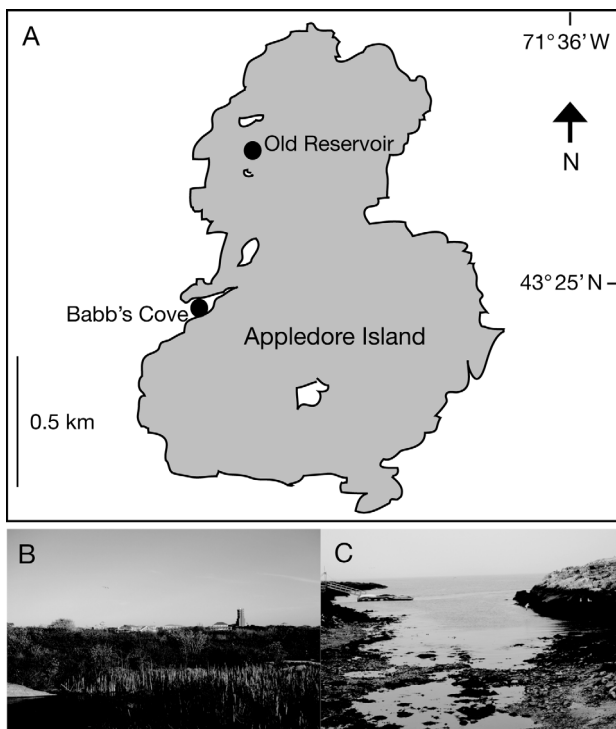 A
71°36'W
Old Reservoir
N
43°25'N
Babb's Cove
Appledore Island
0.5 km
B
C